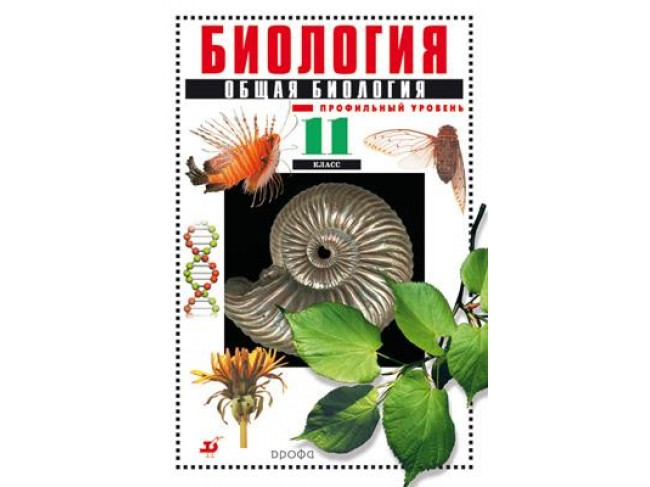 БИОЛОГИЯ
ОБЩАЯ БИОЛОГИЯ
ПРОФИЛЬНЫЙ УРОВЕНЬ
11
КЛАСС
дрофа